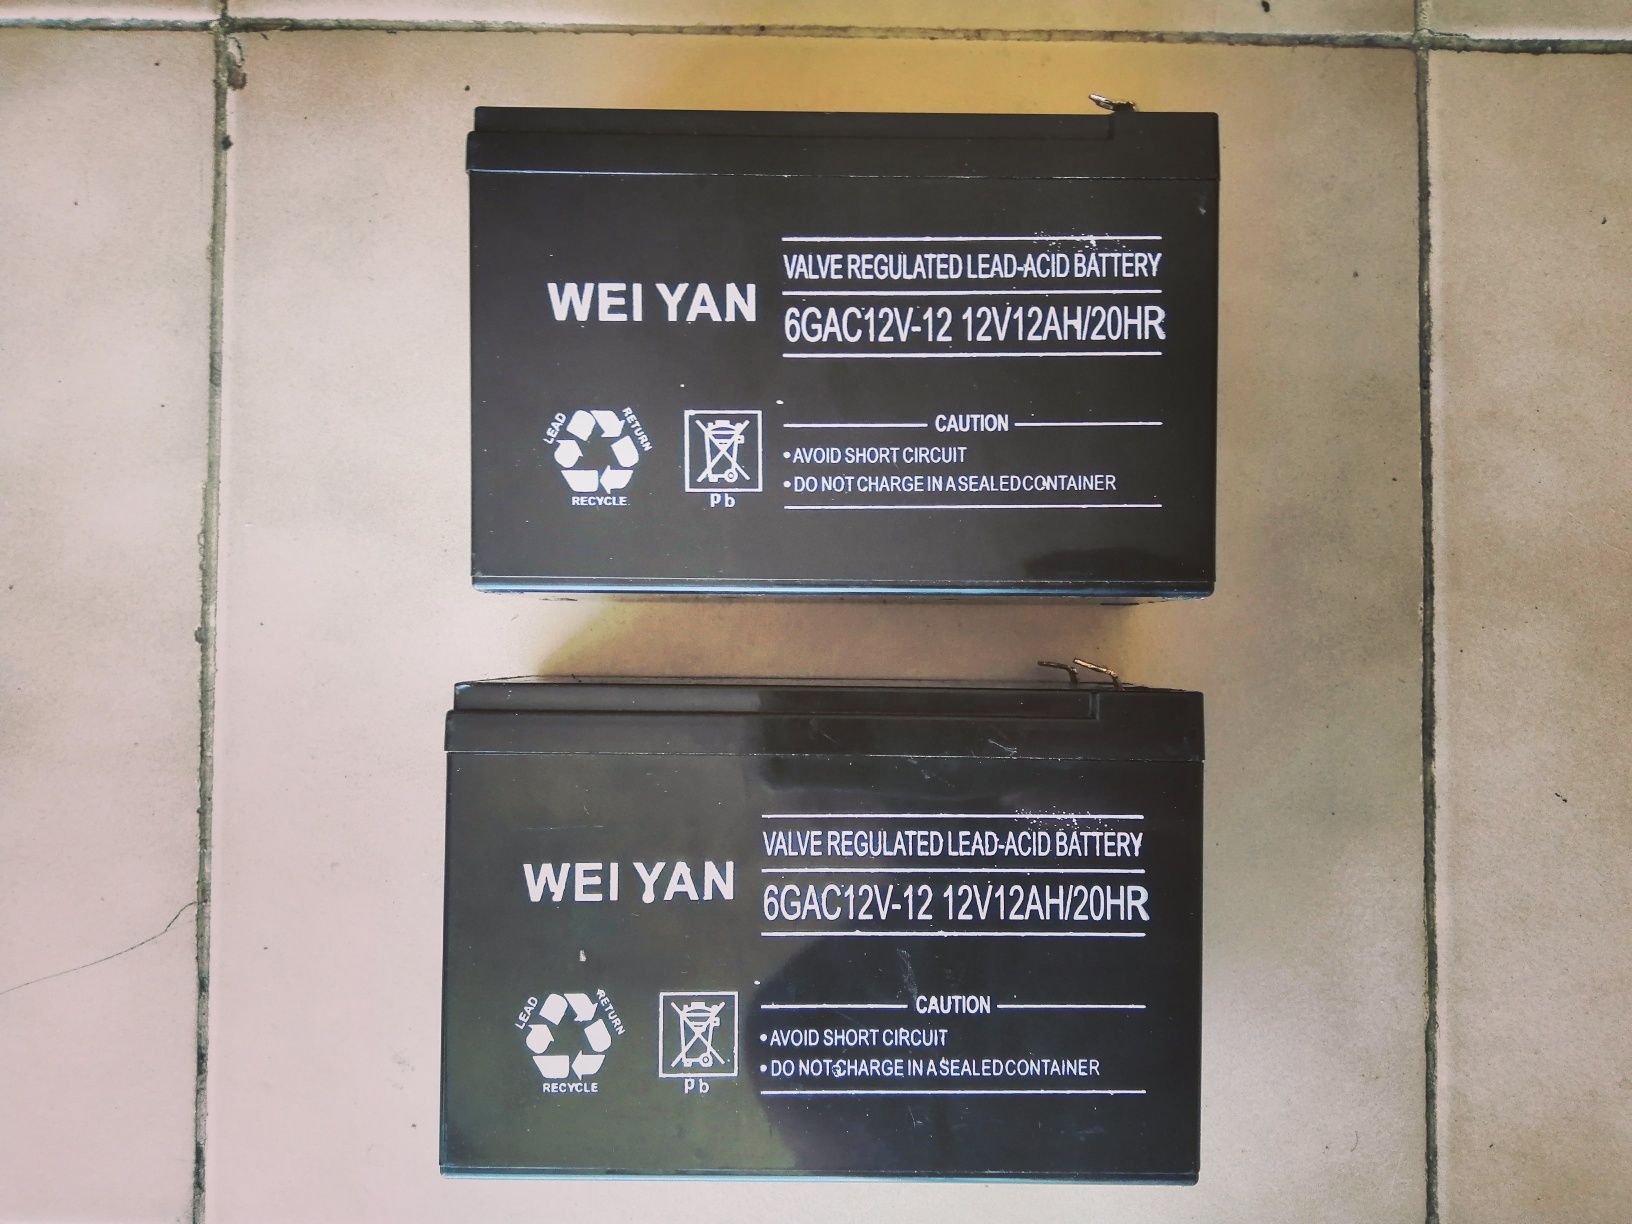 WEI YAN
VALVE REGULATED LEAD-ACID BATTERY
6GAC12V-12 12V12AH/20HR
LEAD RETURN
RECYCLE
Pb
CAUTION
•AVOID SHORT CIRCUIT
•DO NOT CHARGE IN A SEALED CONTAINER
WEI YAN
VALVE REGULATED LEAD-ACID BATTERY
6GAC12V-12 12V12AH/20HR
LEAD RETURN
RECYCLE
Pb
CAUTION
•AVOID SHORT CIRCUIT
•DO NOT CHARGE IN A SEALED CONTAINER